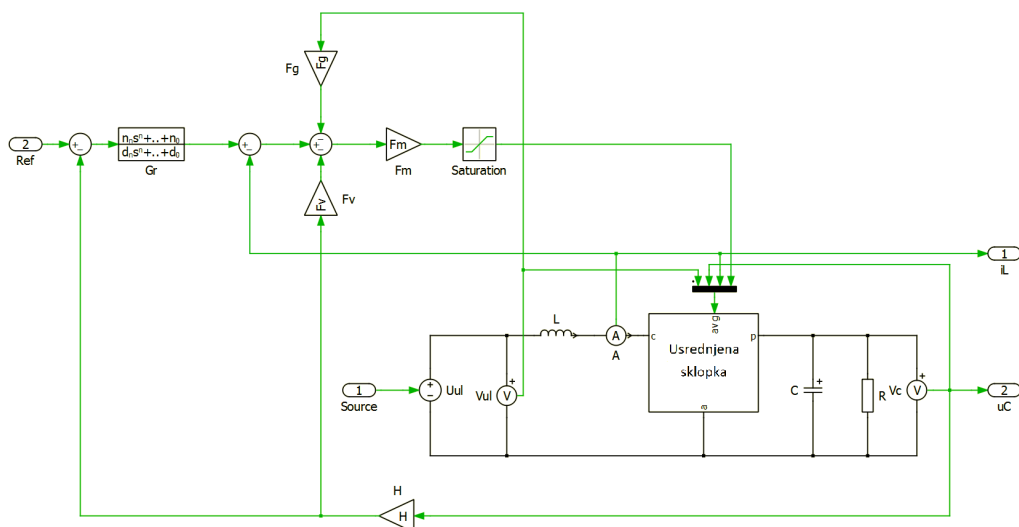 Fg
Fg
2
Ref
+
−
nₙsⁿ+..+n₀
dₙsⁿ+..+d₀
Gr
+
−
−
+
−
Fm
Fm
Saturation
Fv
Fv
1
iL
L
A
A
c
avg
p
a
Usrednjena
sklopka
1
Source
+
−
Uul
Vul
+
V
C
+
R
Vc
+
V
2
uC
H
H